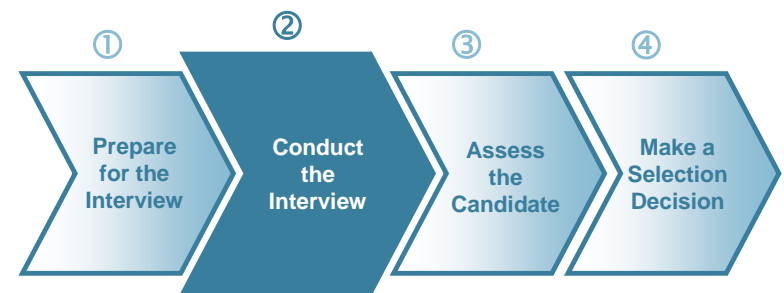 ①
②
③
④
Prepare
for the
Interview
Conduct
the
Interview
Assess
the
Candidate
Make a
Selection
Decision